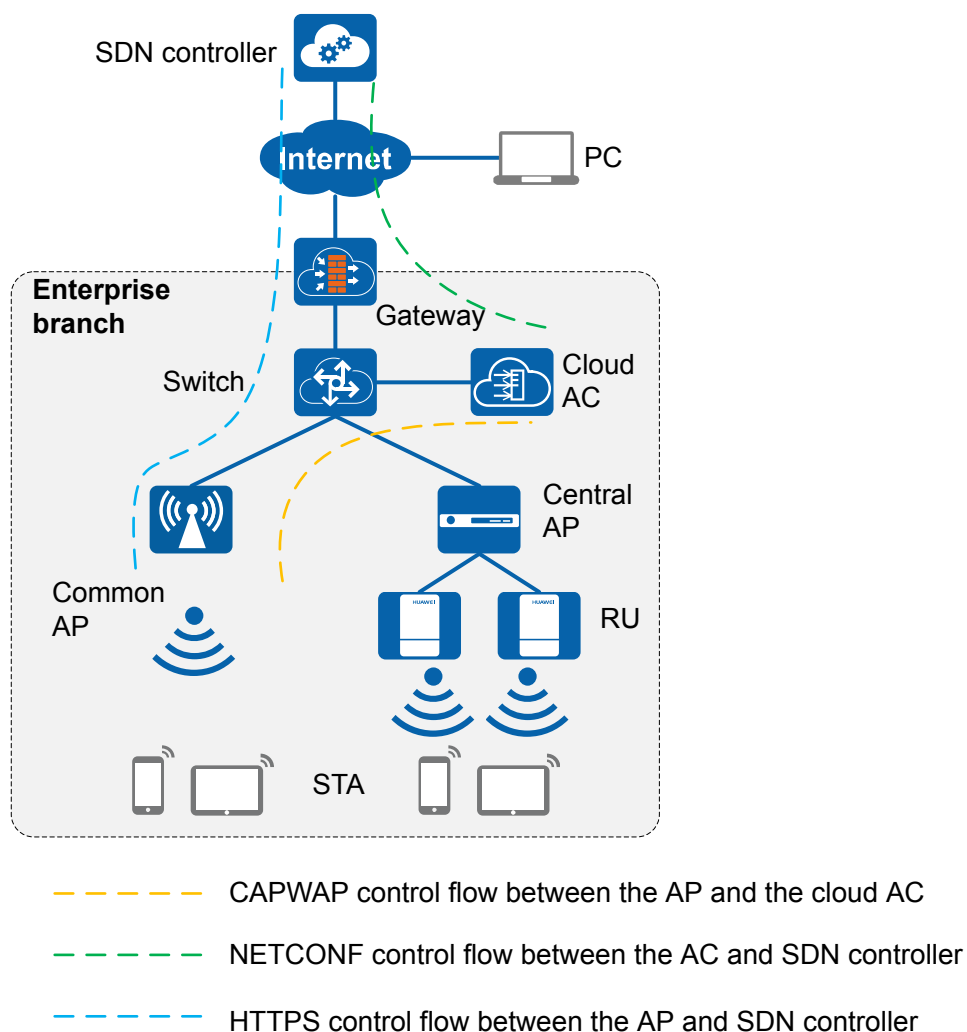 SDN controller
Internet
PC
Enterprise
branch
Gateway
Switch
Cloud
AC
Central
AP
Common
AP
HUAWEI
HUAWEI
RU
STA
CAPWAP control flow between the AP and the cloud AC
NETCONF control flow between the AC and SDN controller
HTTPS control flow between the AP and SDN controller